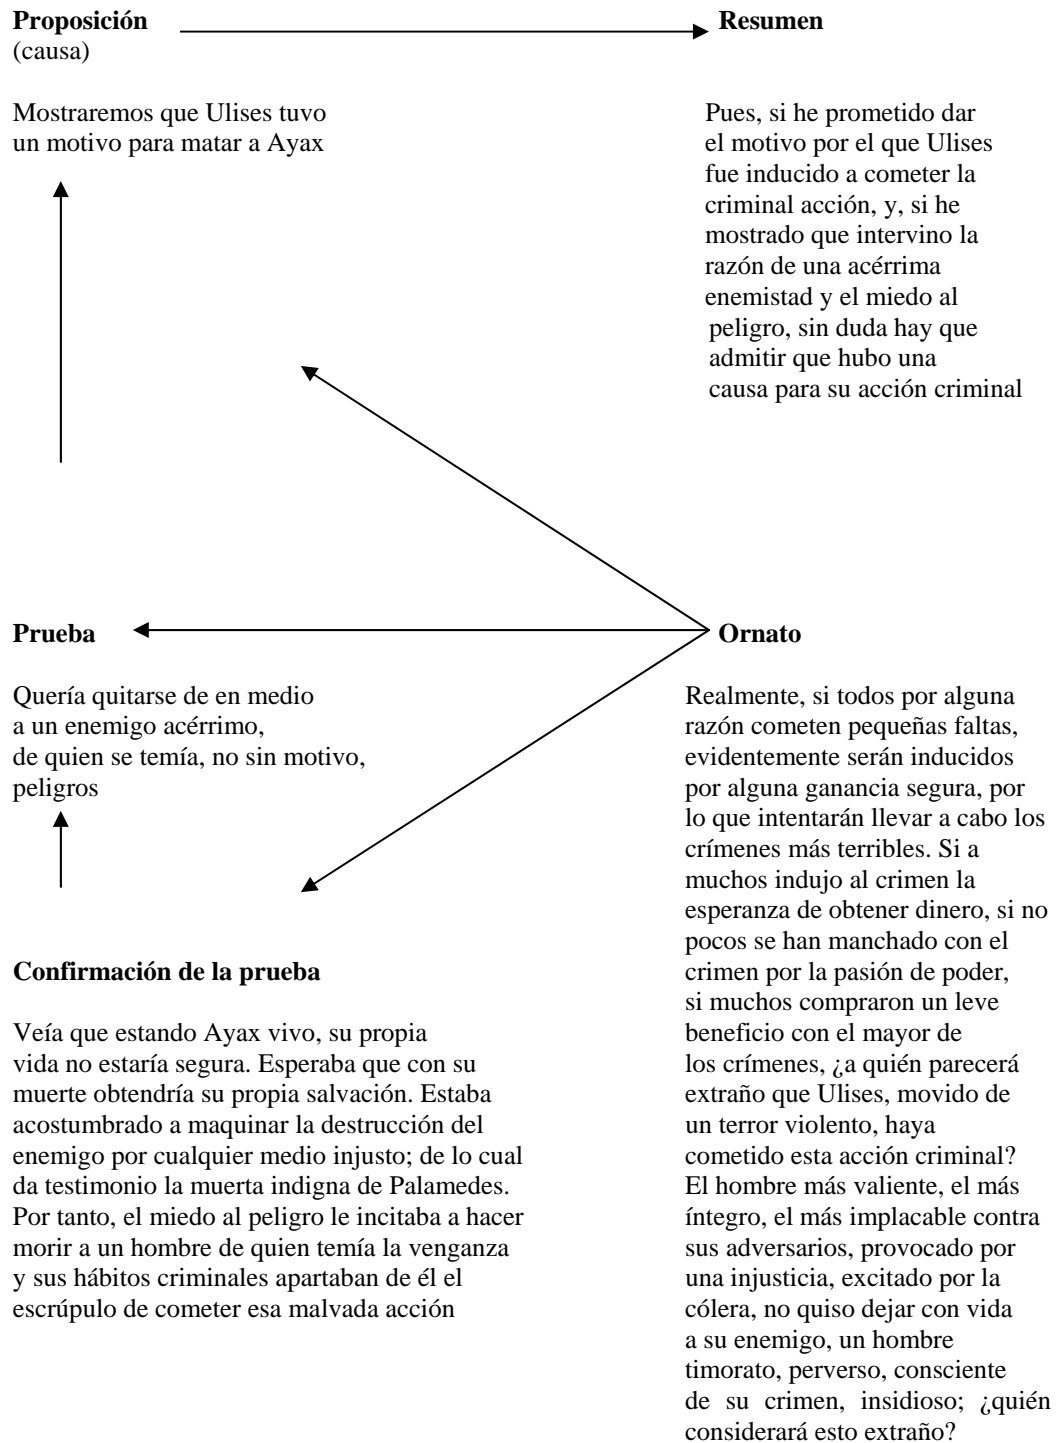 Proposición
(causa)
Mostraremos que Ulises tuvo
un motivo para matar a Ayax
Resumen
Pues, si he prometido dar
el motivo por el que Ulises
fue inducido a cometer la
criminal acción, y, si he
mostrado que intervino la
razón de una acérrima
enemistad y el miedo al
peligro, sin duda hay que
admitir que hubo una
causa para su acción criminal
Prueba
Quería quitarse de en medio
a un enemigo acérrimo,
de quien se temía, no sin motivo,
peligros
Confirmación de la prueba
Veía que estando Ayax vivo, su propia
vida no estaría segura. Esperaba que con su
muerte obtendría su propia salvación. Estaba
acostumbrado a maquinar la destrucción del
enemigo por cualquier medio injusto; de lo cual
da testimonio la muerta indigna de Palamedes.
Por tanto, el miedo al peligro le incitaba a hacer
morir a un hombre de quien temía la venganza
y sus hábitos criminales apartaban de él el
escrúpulo de cometer esa malvada acción
Ornato
Realmente, si todos por alguna
razón cometen pequeñas faltas,
evidentemente serán inducidos
por alguna ganancia segura, por
lo que intentarán llevar a cabo los
crímenes más terribles. Si a
muchos indujo al crimen la
esperanza de obtener dinero, si no
pocos se han manchado con el
crimen por la pasión de poder,
si muchos compraron un leve
beneficio con el mayor de
los crímenes, ¿a quién parecerá
extraño que Ulises, movido de
un terror violento, haya
cometido esta acción criminal?
El hombre más valiente, el más
íntegro, el más implacable contra
sus adversarios, provocado por
una injusticia, excitado por la
cólera, no quiso dejar con vida
a su enemigo, un hombre
timorato, perverso, consciente
de su crimen, insidioso; ¿quién
considerará esto extraño?